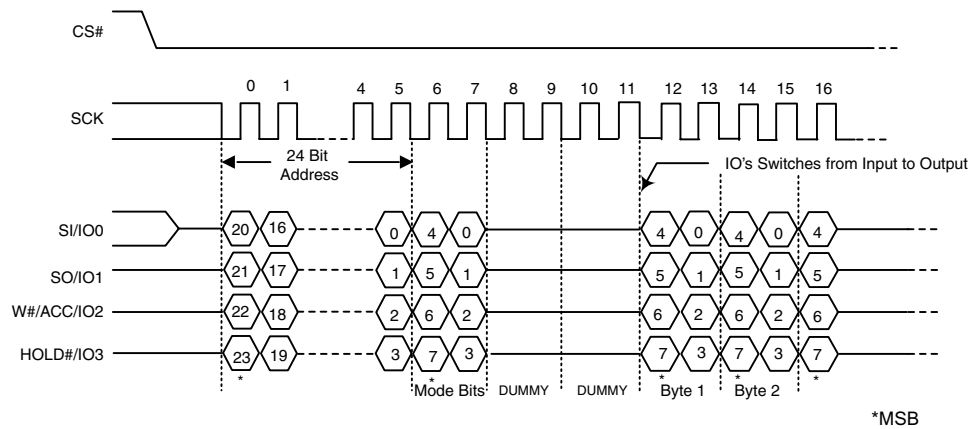 CS#
0 1 4 5 6 7 8 9 10 11 12 13 14 15 16
SCK
24 Bit
Address
IO's Switches from Input to Output
SI/IO0 20 16 0 4 0 4 0 4 0 4
SO/IO1 21 17 1 5 1 5 1 5 1 5
W#/ACC/IO2 22 18 2 6 2 6 2 6 2 6
HOLD#/IO3 23 19 3 7 3 7 3 7 3 7
* * * * *
Mode Bits DUMMY DUMMY Byte 1 Byte 2
*MSB